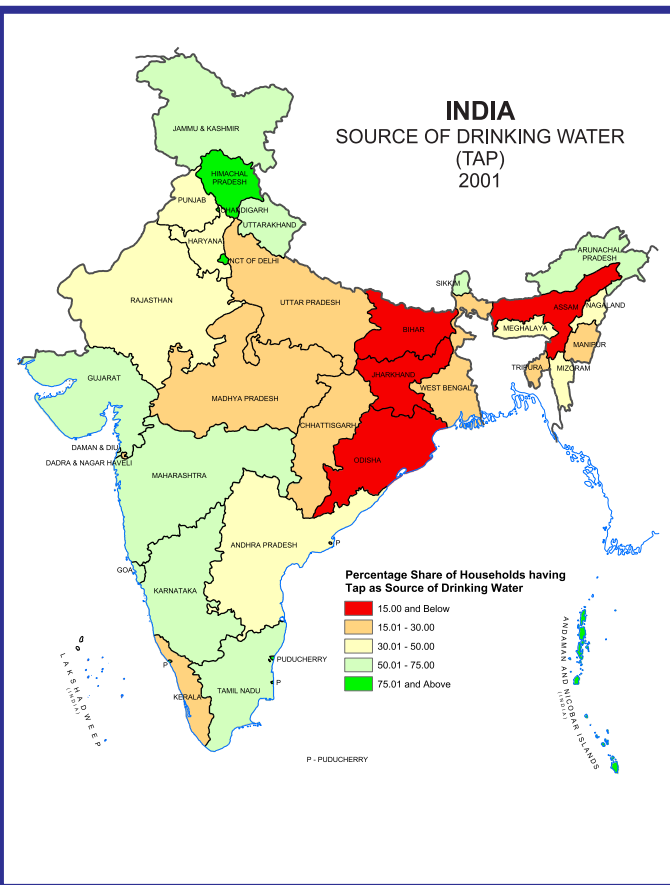 INDIA
SOURCE OF DRINKING WATER
(TAP)
2001
JAMMU & KASHMIR
HIMACHAL
PRADESH
PUNJAB
CHANDIGARH
UTTARAKHAND
HARYANA
NCT OF DELHI
ARUNACHAL
PRADESH
SIKKIM
RAJASTHAN
UTTAR PRADESH
ASSAM
NAGALAND
BIHAR
MEGHALAYA
MANIPUR
TRIPURA
MIZORAM
GUJARAT
JHARKHAND
WEST BENGAL
MADHYA PRADESH
CHHATTISGARH
DAMAN & DIU
DADRA & NAGAR HAVELI
ODISHA
MAHARASHTRA
ANDHRA PRADESH
P
GOA
KARNATAKA
Percentage Share of Households having
Tap as Source of Drinking Water
15.00 and Below
15.01 - 30.00
30.01 - 50.00
50.01 - 75.00
75.01 and Above
PUDUCHERRY
P
P
KERALA
TAMIL NADU
LAKSHADWEEP
(INDIA)
ANDAMAN AND NICOBAR ISLANDS
(INDIA)
P - PUDUCHERRY